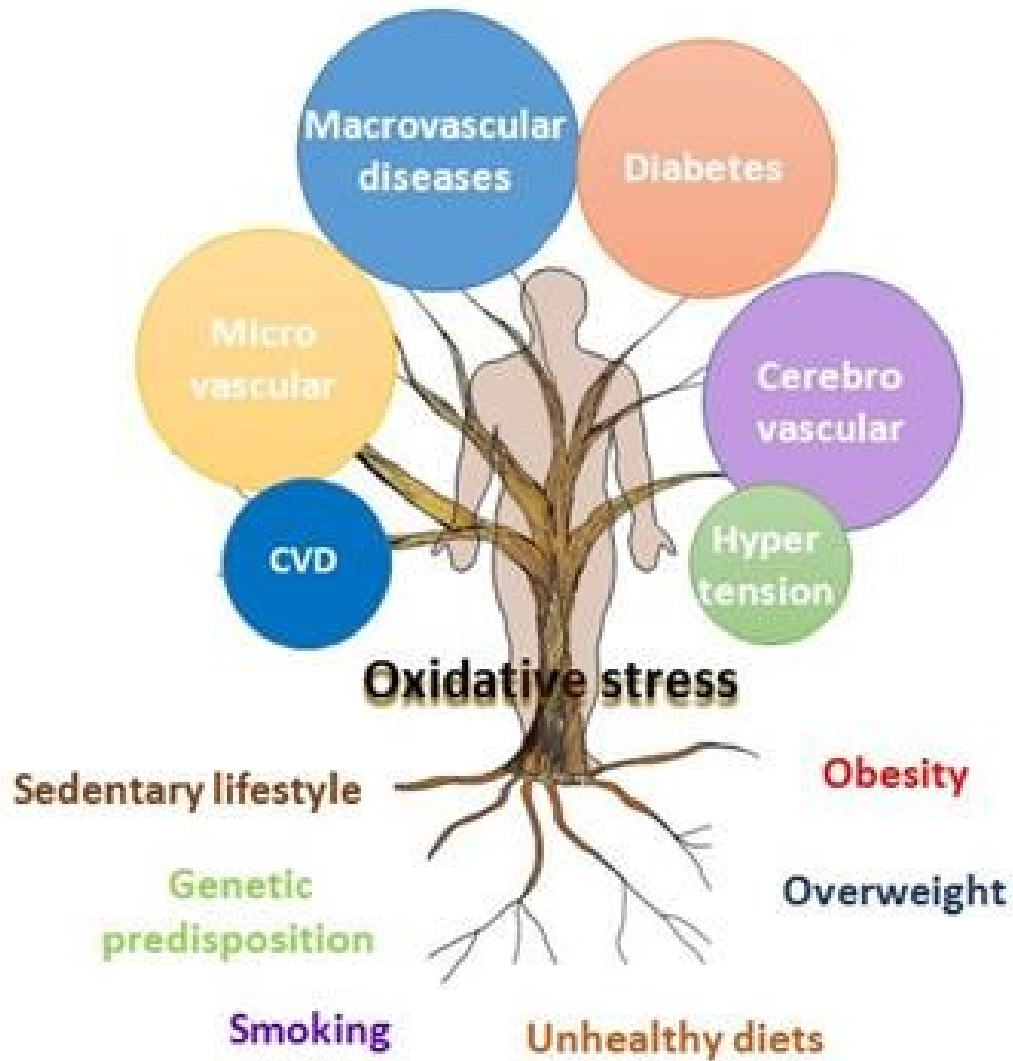 Macrovascular
diseases
Diabetes
Micro
vascular
Cerebro
vascular
CVD
Hyper
tension
Oxidative stress
Sedentary lifestyle
Obesity
Genetic
predisposition
Overweight
Smoking
Unhealthy diets